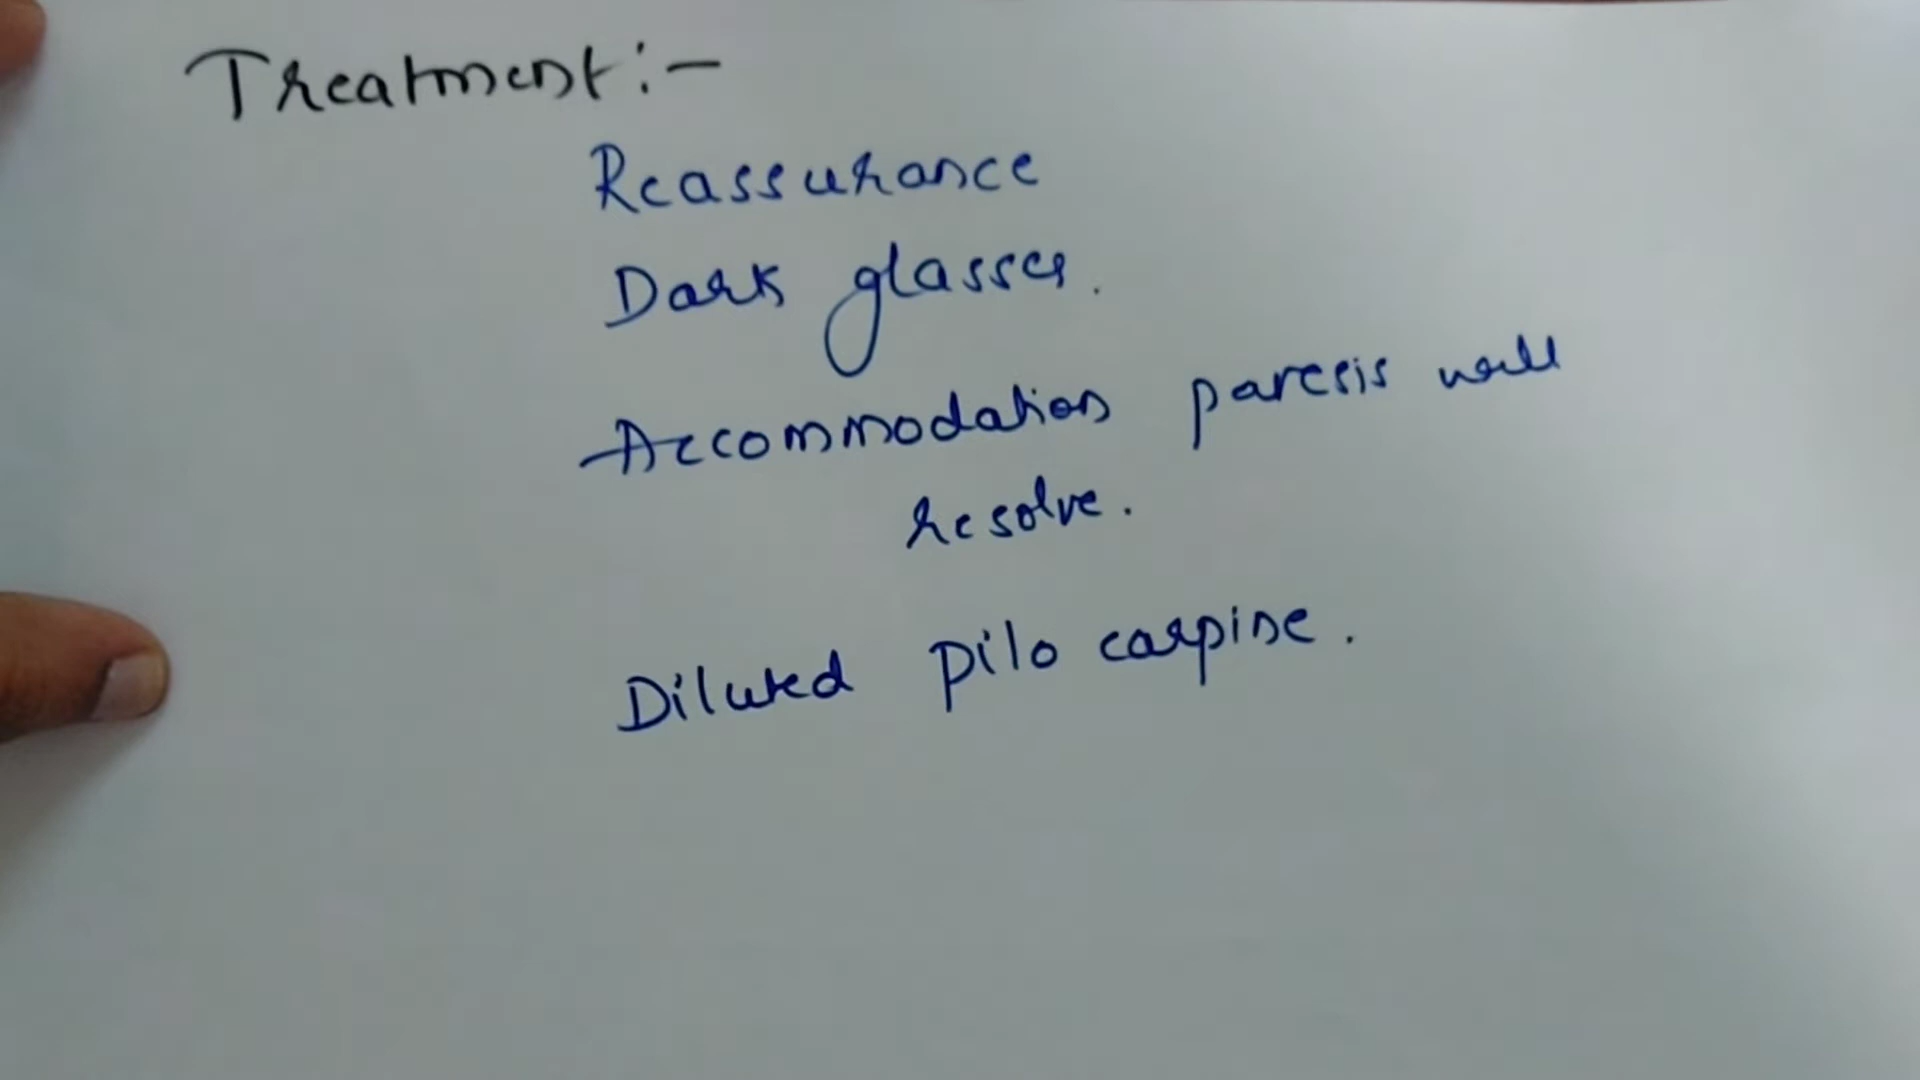 Treatment:-
Reassurance
Dark glasses.
Accommodation paresis will
resolve.
Diluted pilo carpine.